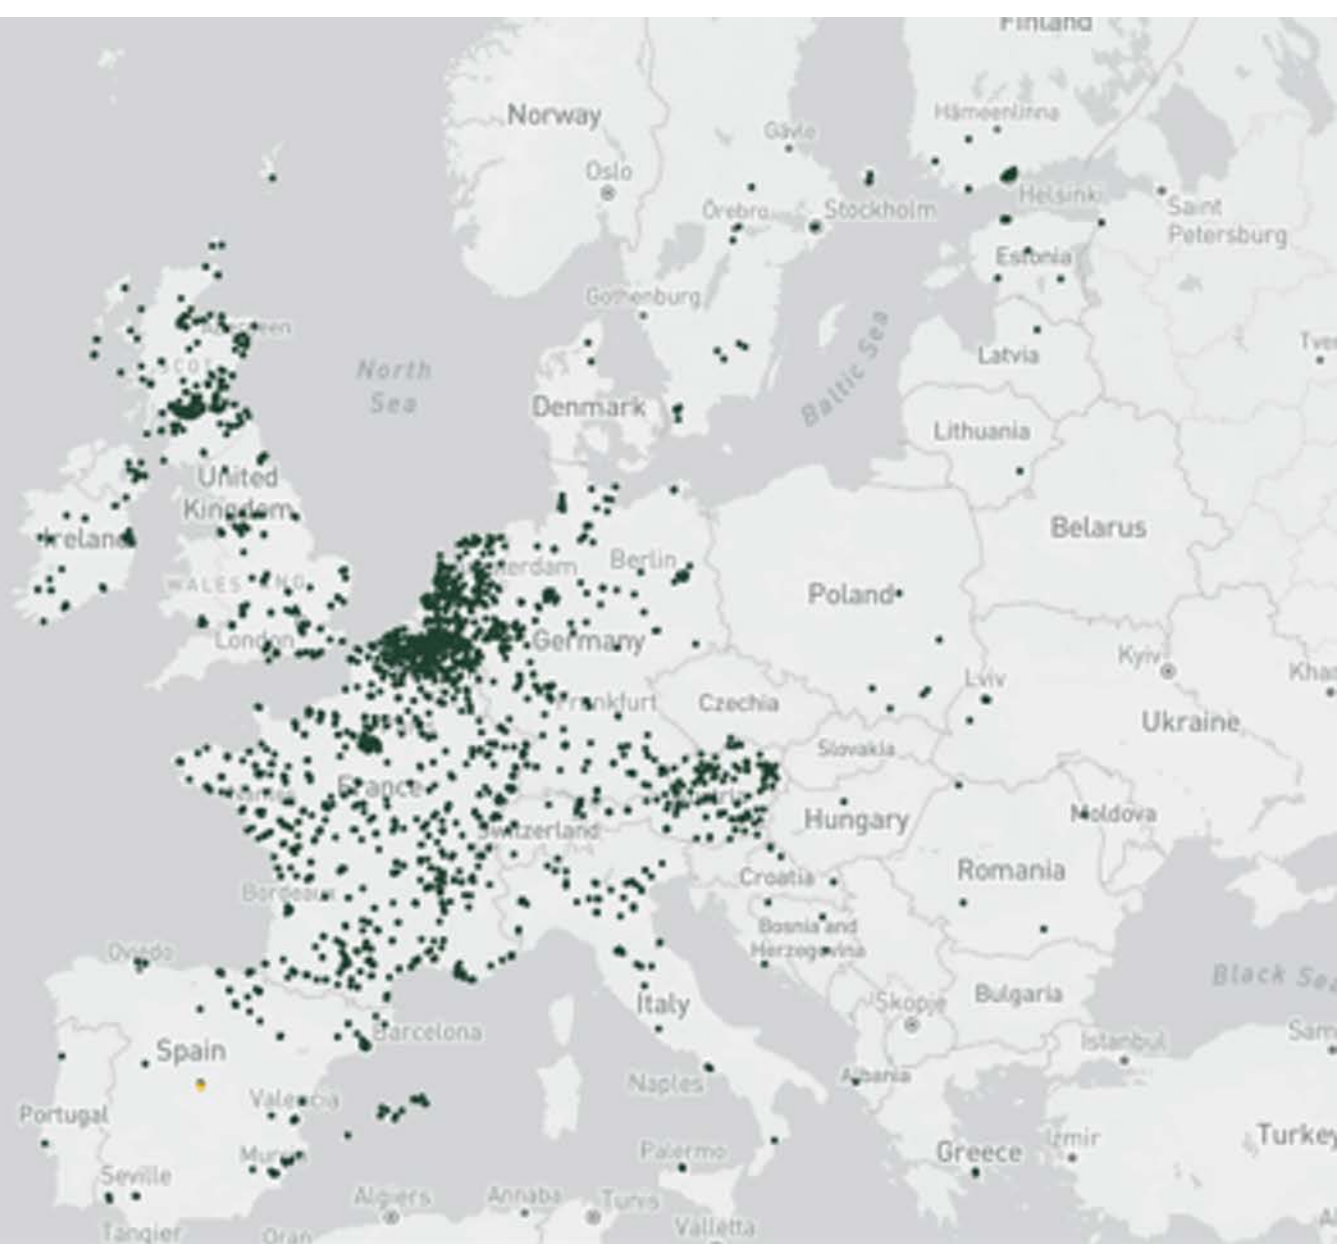 Finland
Norway
Hämeenlinna
Gävle
Oslo
Helsinki
Örebro
Stockholm
Saint
Petersburg
Estonia
Gothenburg
Aberdeen
Baltic Sea
Latvia
North
Sea
Denmark
Lithuania
United
Kingdom
Belarus
Ireland
Berlin
WALES
Poland
London
Germany
Kyiv
Lviv
Frankfurt
Czechia
Ukraine
Slovakia
France
Nantes
Switzerland
Hungary
Moldova
Romania
Croatia
Bordeaux
Bosnia and
Herzegovina
Oviedo
Black Sea
Italy
Skopje
Bulgaria
Barcelona
Istanbul
Spain
Albania
Naples
Valencia
Portugal
Turkey
Izmir
Greece
Palermo
Seville
Algiers
Annaba
Tunis
Valletta
Tangier
Oran